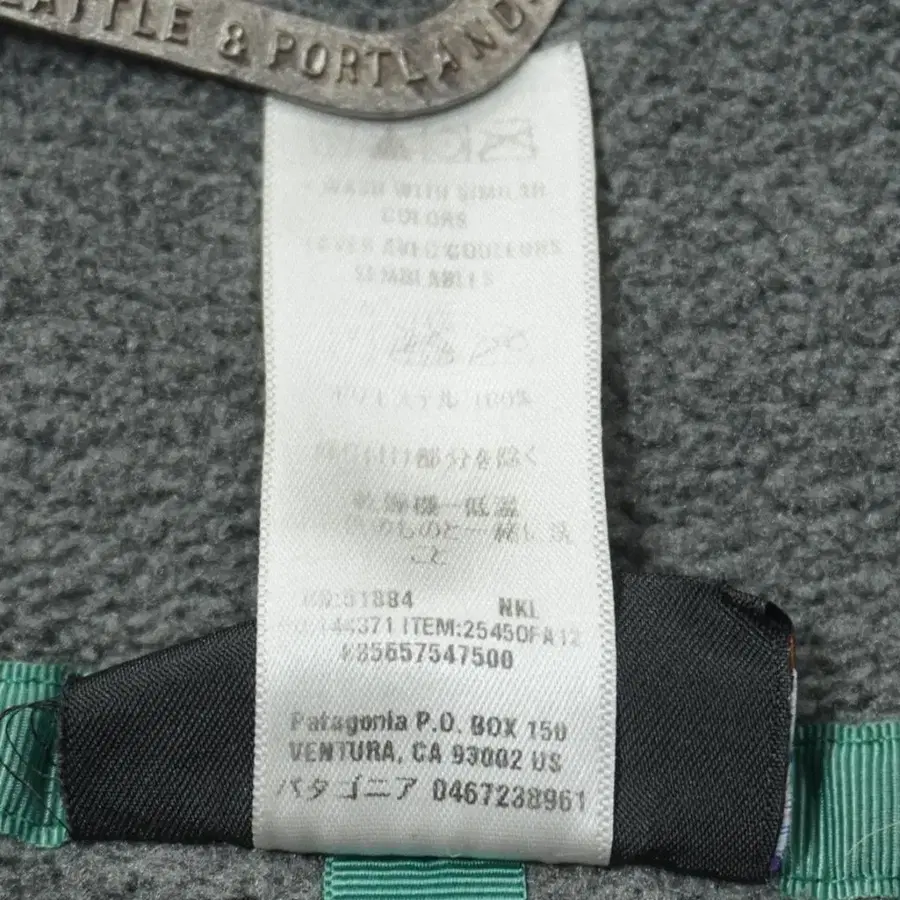 & PORTLAND
WASH WITH SIMILAR
COLORS
LAVER AVEC COULEURS
SEMBLABLES
ポリエステル 100%
部分を除く
乾燥機一低温
のものと一緒に洗
こと
RN:51884 NKL
144371 ITEM:25450FA12
85657547500
Patagonia P.O. BOX 150
VENTURA, CA 93002 US
パタゴニア 0467238961